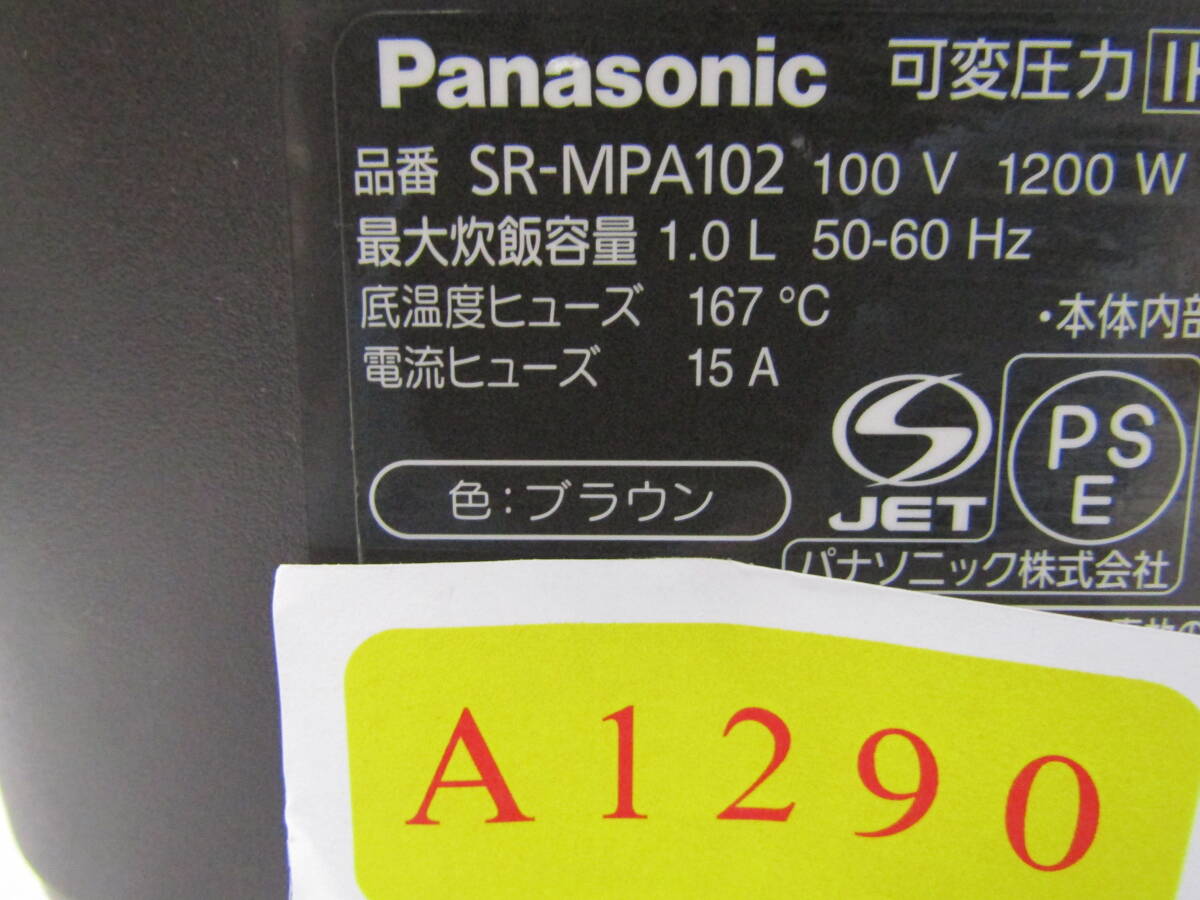 Panasonic 可変圧力
品番 SR-MPA102 100 V 1200 W
最大炊飯容量 1.0 L 50-60 Hz
底温度ヒューズ 167 ℃
電流ヒューズ 15 A
・本体内部
色:ブラウン
JET
PS
E
パナソニック株式会社
A1290